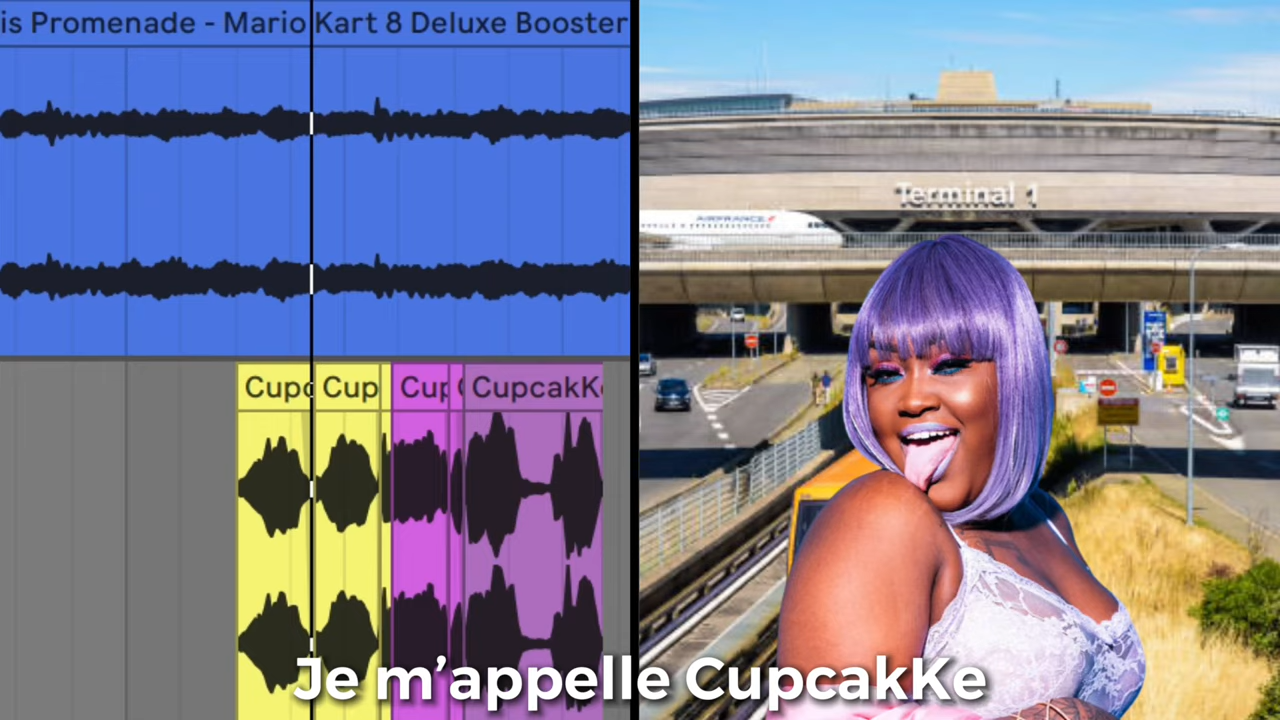 is Promenade - Mario Kart 8 Deluxe Booster
Cupc
Cup
Cup
CupcakKe
Terminal 1
AIRFRANCE
Je m'appelle CupcakKe